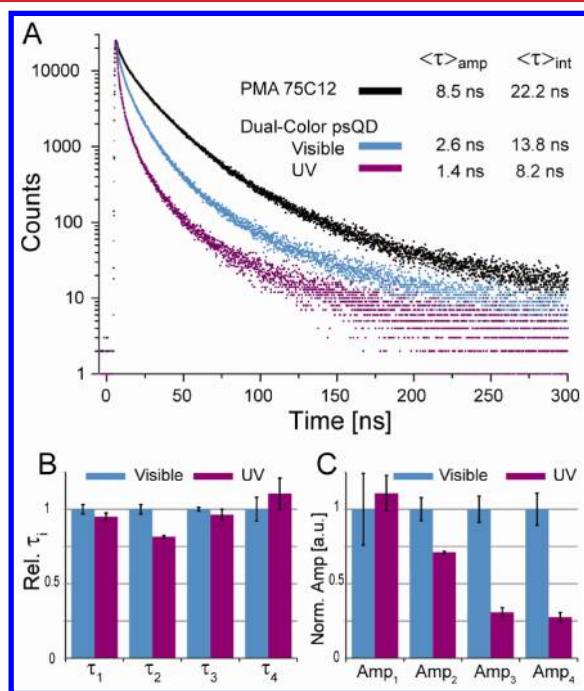 A
<τ>amp <τ>int
PMA 75C12 8.5 ns 22.2 ns
Dual-Color psQD
Visible 2.6 ns 13.8 ns
UV 1.4 ns 8.2 ns
Counts
10000
1000
100
10
1
0 50 100 150 200 250 300
Time [ns]
B
Visible UV
Rel. τi
1
0.5
0
τ1 τ2 τ3 τ4
C
Visible UV
Norm. Amp [a.u.]
1
0.5
0
Amp1 Amp2 Amp3 Amp4